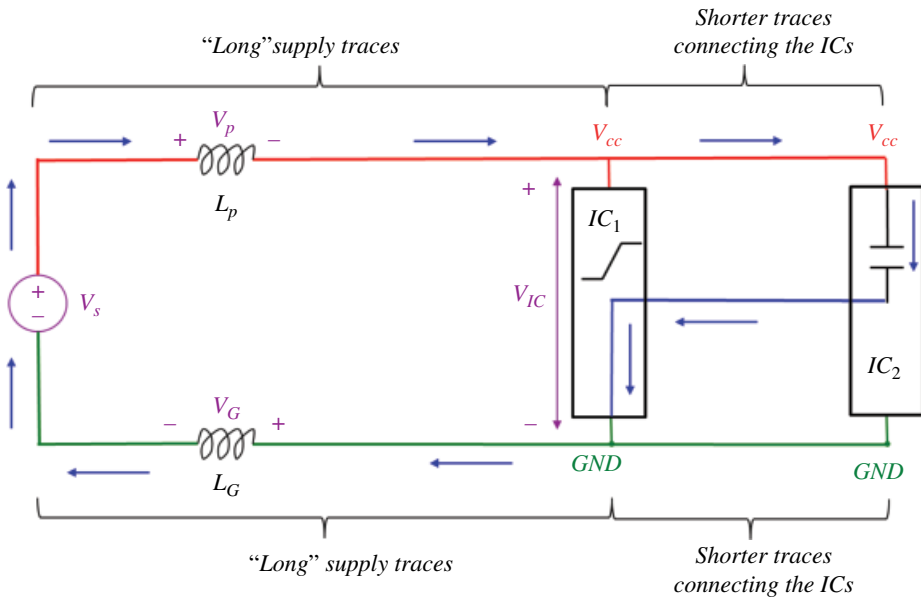 Shorter traces
connecting the ICs
“Long”supply traces
V_p
+ −
V_cc V_cc
L_p
+
IC_1
+
−
V_s
V_IC
IC_2
V_G
− + −
L_G
GND GND
“Long” supply traces
Shorter traces
connecting the ICs